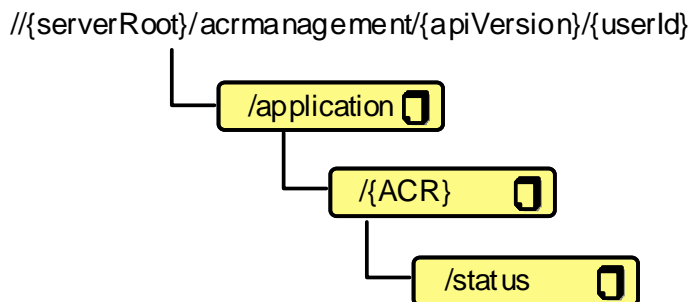 //{serverRoot}/acrmanagement/{apiVersion}/{userId}
/application
/{ACR}
/status